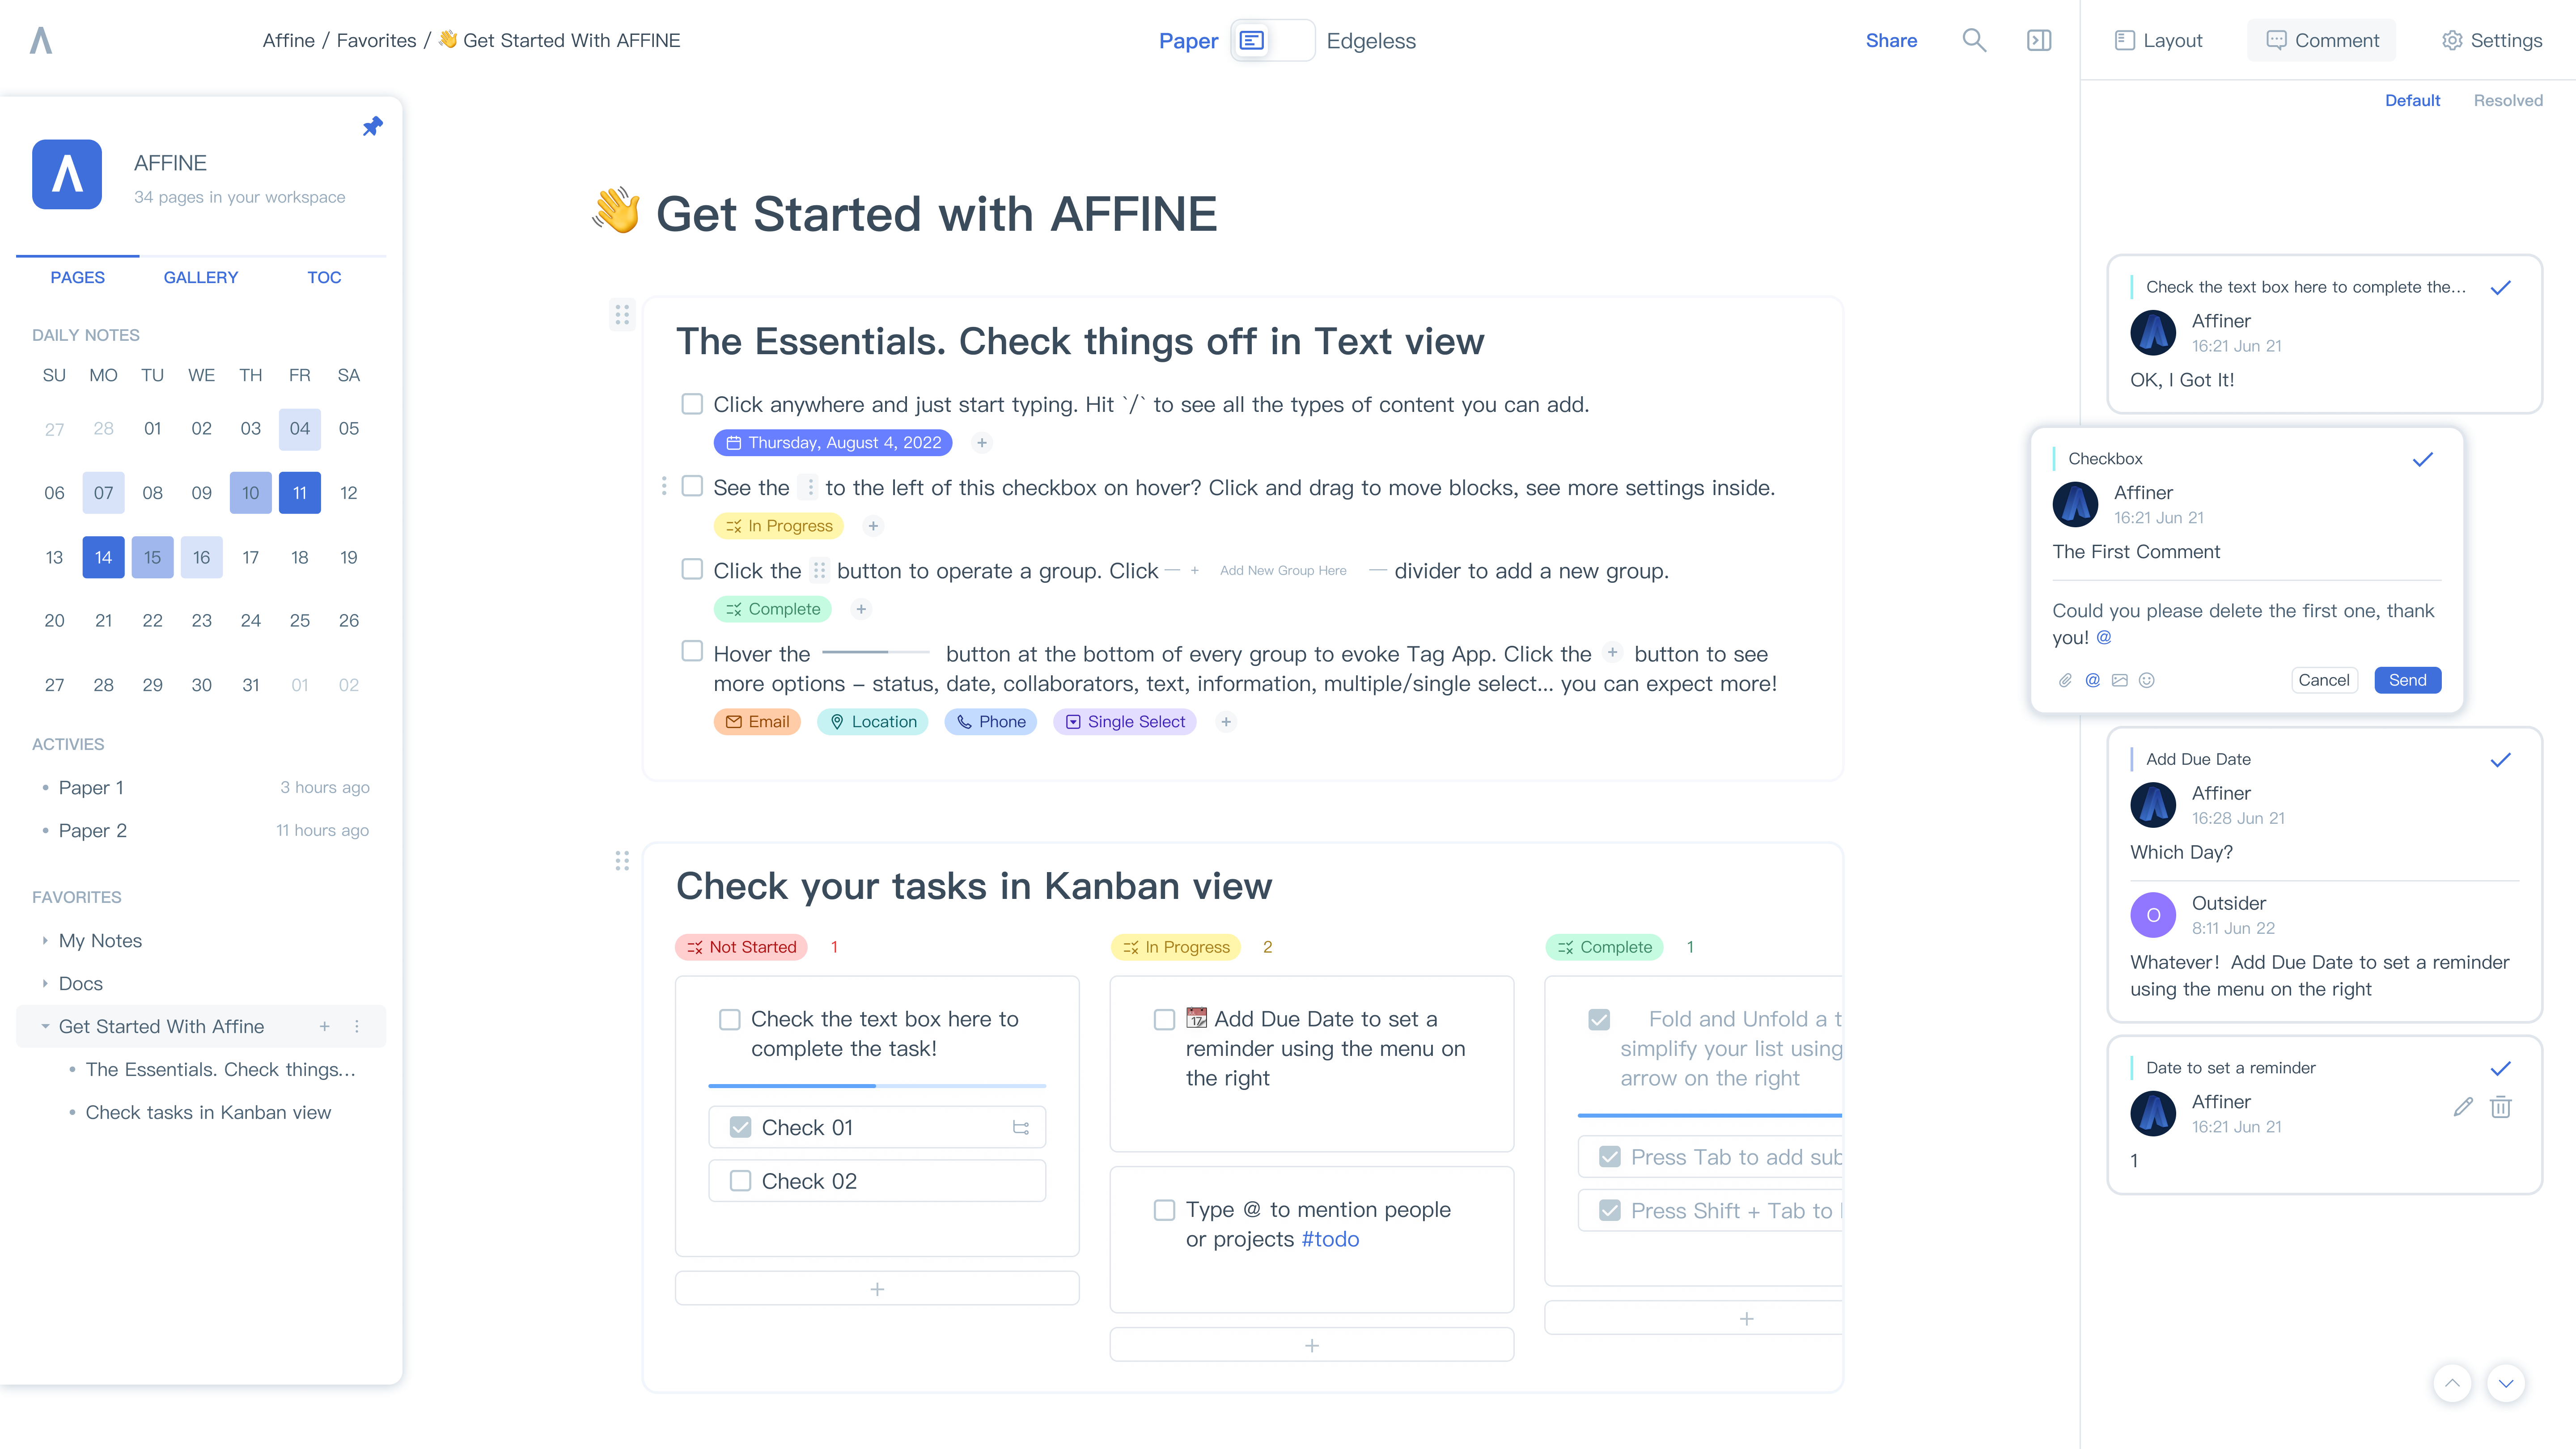 Affine / Favorites / 👋 Get Started With AFFINE
Paper
Edgeless
Share
Layout
Comment
Settings
AFFINE
34 pages in your workspace
PAGES
GALLERY
TOC
DAILY NOTES
SU MO TU WE TH FR SA
27 28 01 02 03 04 05
06 07 08 09 10 11 12
13 14 15 16 17 18 19
20 21 22 23 24 25 26
27 28 29 30 31 01 02
ACTIVIES
Paper 1 3 hours ago
Paper 2 11 hours ago
FAVORITES
My Notes
Docs
Get Started With Affine
The Essentials. Check things...
Check tasks in Kanban view
👋 Get Started with AFFINE
The Essentials. Check things off in Text view
Click anywhere and just start typing. Hit `/` to see all the types of content you can add.
Thursday, August 4, 2022 +
See the ⋮ to the left of this checkbox on hover? Click and drag to move blocks, see more settings inside.
In Progress +
Click the button to operate a group. Click — + Add New Group Here — divider to add a new group.
Complete +
Hover the button at the bottom of every group to evoke Tag App. Click the + button to see
more options – status, date, collaborators, text, information, multiple/single select... you can expect more!
Email
Location
Phone
Single Select
+
Check your tasks in Kanban view
Not Started 1
Check the text box here to
complete the task!
Check 01
Check 02
+
In Progress 2
17 Add Due Date to set a
reminder using the menu on
the right
Type @ to mention people
or projects #todo
+
Complete 1
Fold and Unfold a t
simplify your list using
arrow on the right
Press Tab to add sub
Press Shift + Tab to
+
Default
Resolved
Check the text box here to complete the...
Affiner
16:21 Jun 21
OK, I Got It!
Checkbox
Affiner
16:21 Jun 21
The First Comment
Could you please delete the first one, thank
you! @
@
Cancel
Send
Add Due Date
Affiner
16:28 Jun 21
Which Day?
O
Outsider
8:11 Jun 22
Whatever! Add Due Date to set a reminder
using the menu on the right
Date to set a reminder
Affiner
16:21 Jun 21
1